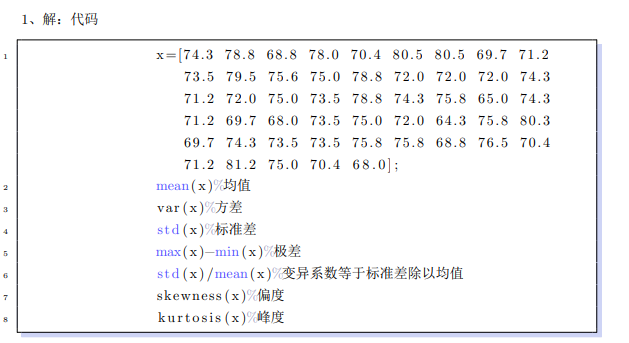 1、解：代码
1 x=[74.3 78.8 68.8 78.0 70.4 80.5 80.5 69.7 71.2
73.5 79.5 75.6 75.0 78.8 72.0 72.0 72.0 74.3
71.2 72.0 75.0 73.5 78.8 74.3 75.8 65.0 74.3
71.2 69.7 68.0 73.5 75.0 72.0 64.3 75.8 80.3
69.7 74.3 73.5 73.5 75.8 75.8 68.8 76.5 70.4
71.2 81.2 75.0 70.4 68.0];
2 mean(x)%均值
3 var(x)%方差
4 std(x)%标准差
5 max(x)−min(x)%极差
6 std(x)/mean(x)%变异系数等于标准差除以均值
7 skewness(x)%偏度
8 kurtosis(x)%峰度